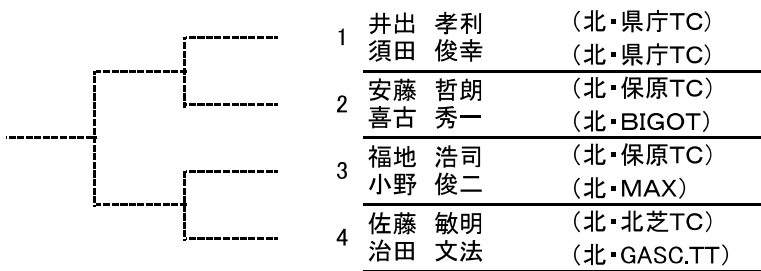 1 井出 孝利 (北・県庁TC)
須田 俊幸 (北・県庁TC)
2 安藤 哲朗 (北・保原TC)
喜古 秀一 (北・BIGOT)
3 福地 浩司 (北・保原TC)
小野 俊二 (北・MAX)
4 佐藤 敏明 (北・北芝TC)
治田 文法 (北・GASC.TT)